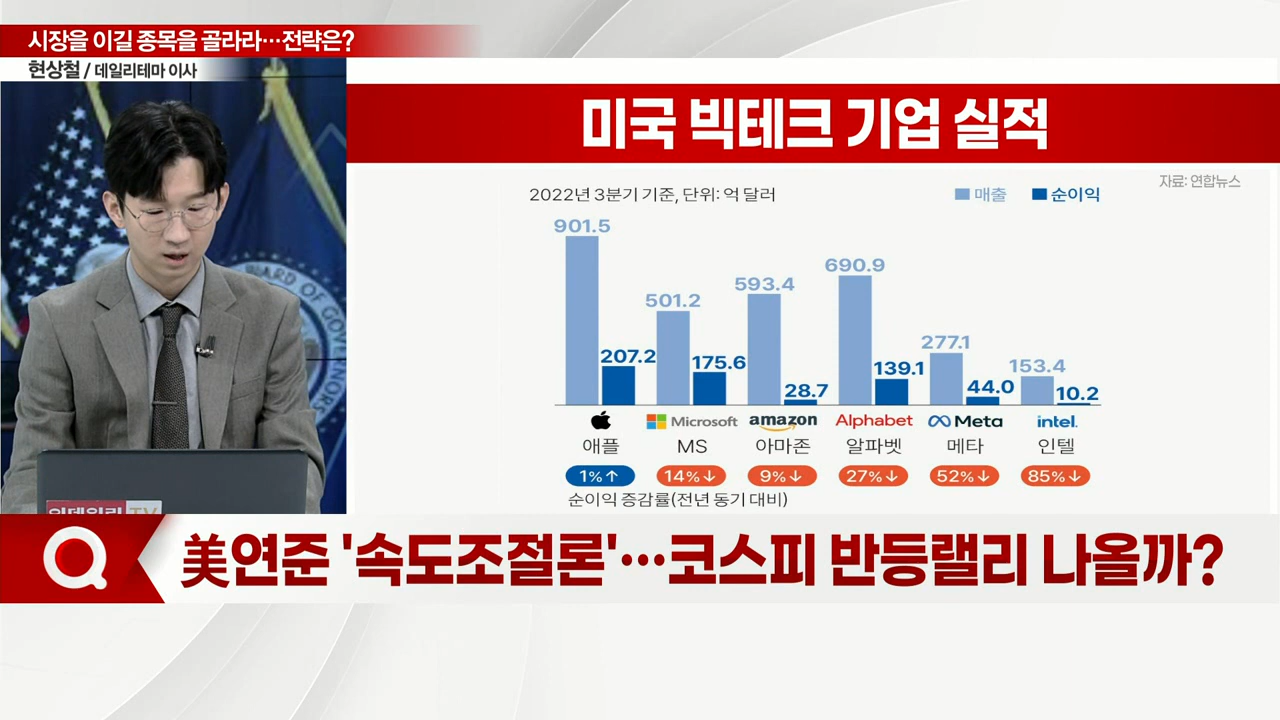 시장을 이길 종목을 골라라…전략은?
현상철 / 데일리테마 이사
미국 빅테크 기업 실적
자료: 연합뉴스
2022년 3분기 기준, 단위: 억 달러
매출 순이익
901.5 207.2
501.2 175.6
593.4 28.7
690.9 139.1
277.1 44.0
153.4 10.2
Microsoft amazon Alphabet Meta intel.
애플 MS 아마존 알파벳 메타 인텔
1%↑ 14%↓ 9%↓ 27%↓ 52%↓ 85%↓
순이익 증감률(전년 동기 대비)
BOARD OF GOVERNORS
TV
Q 美연준 '속도조절론'…코스피 반등랠리 나올까?